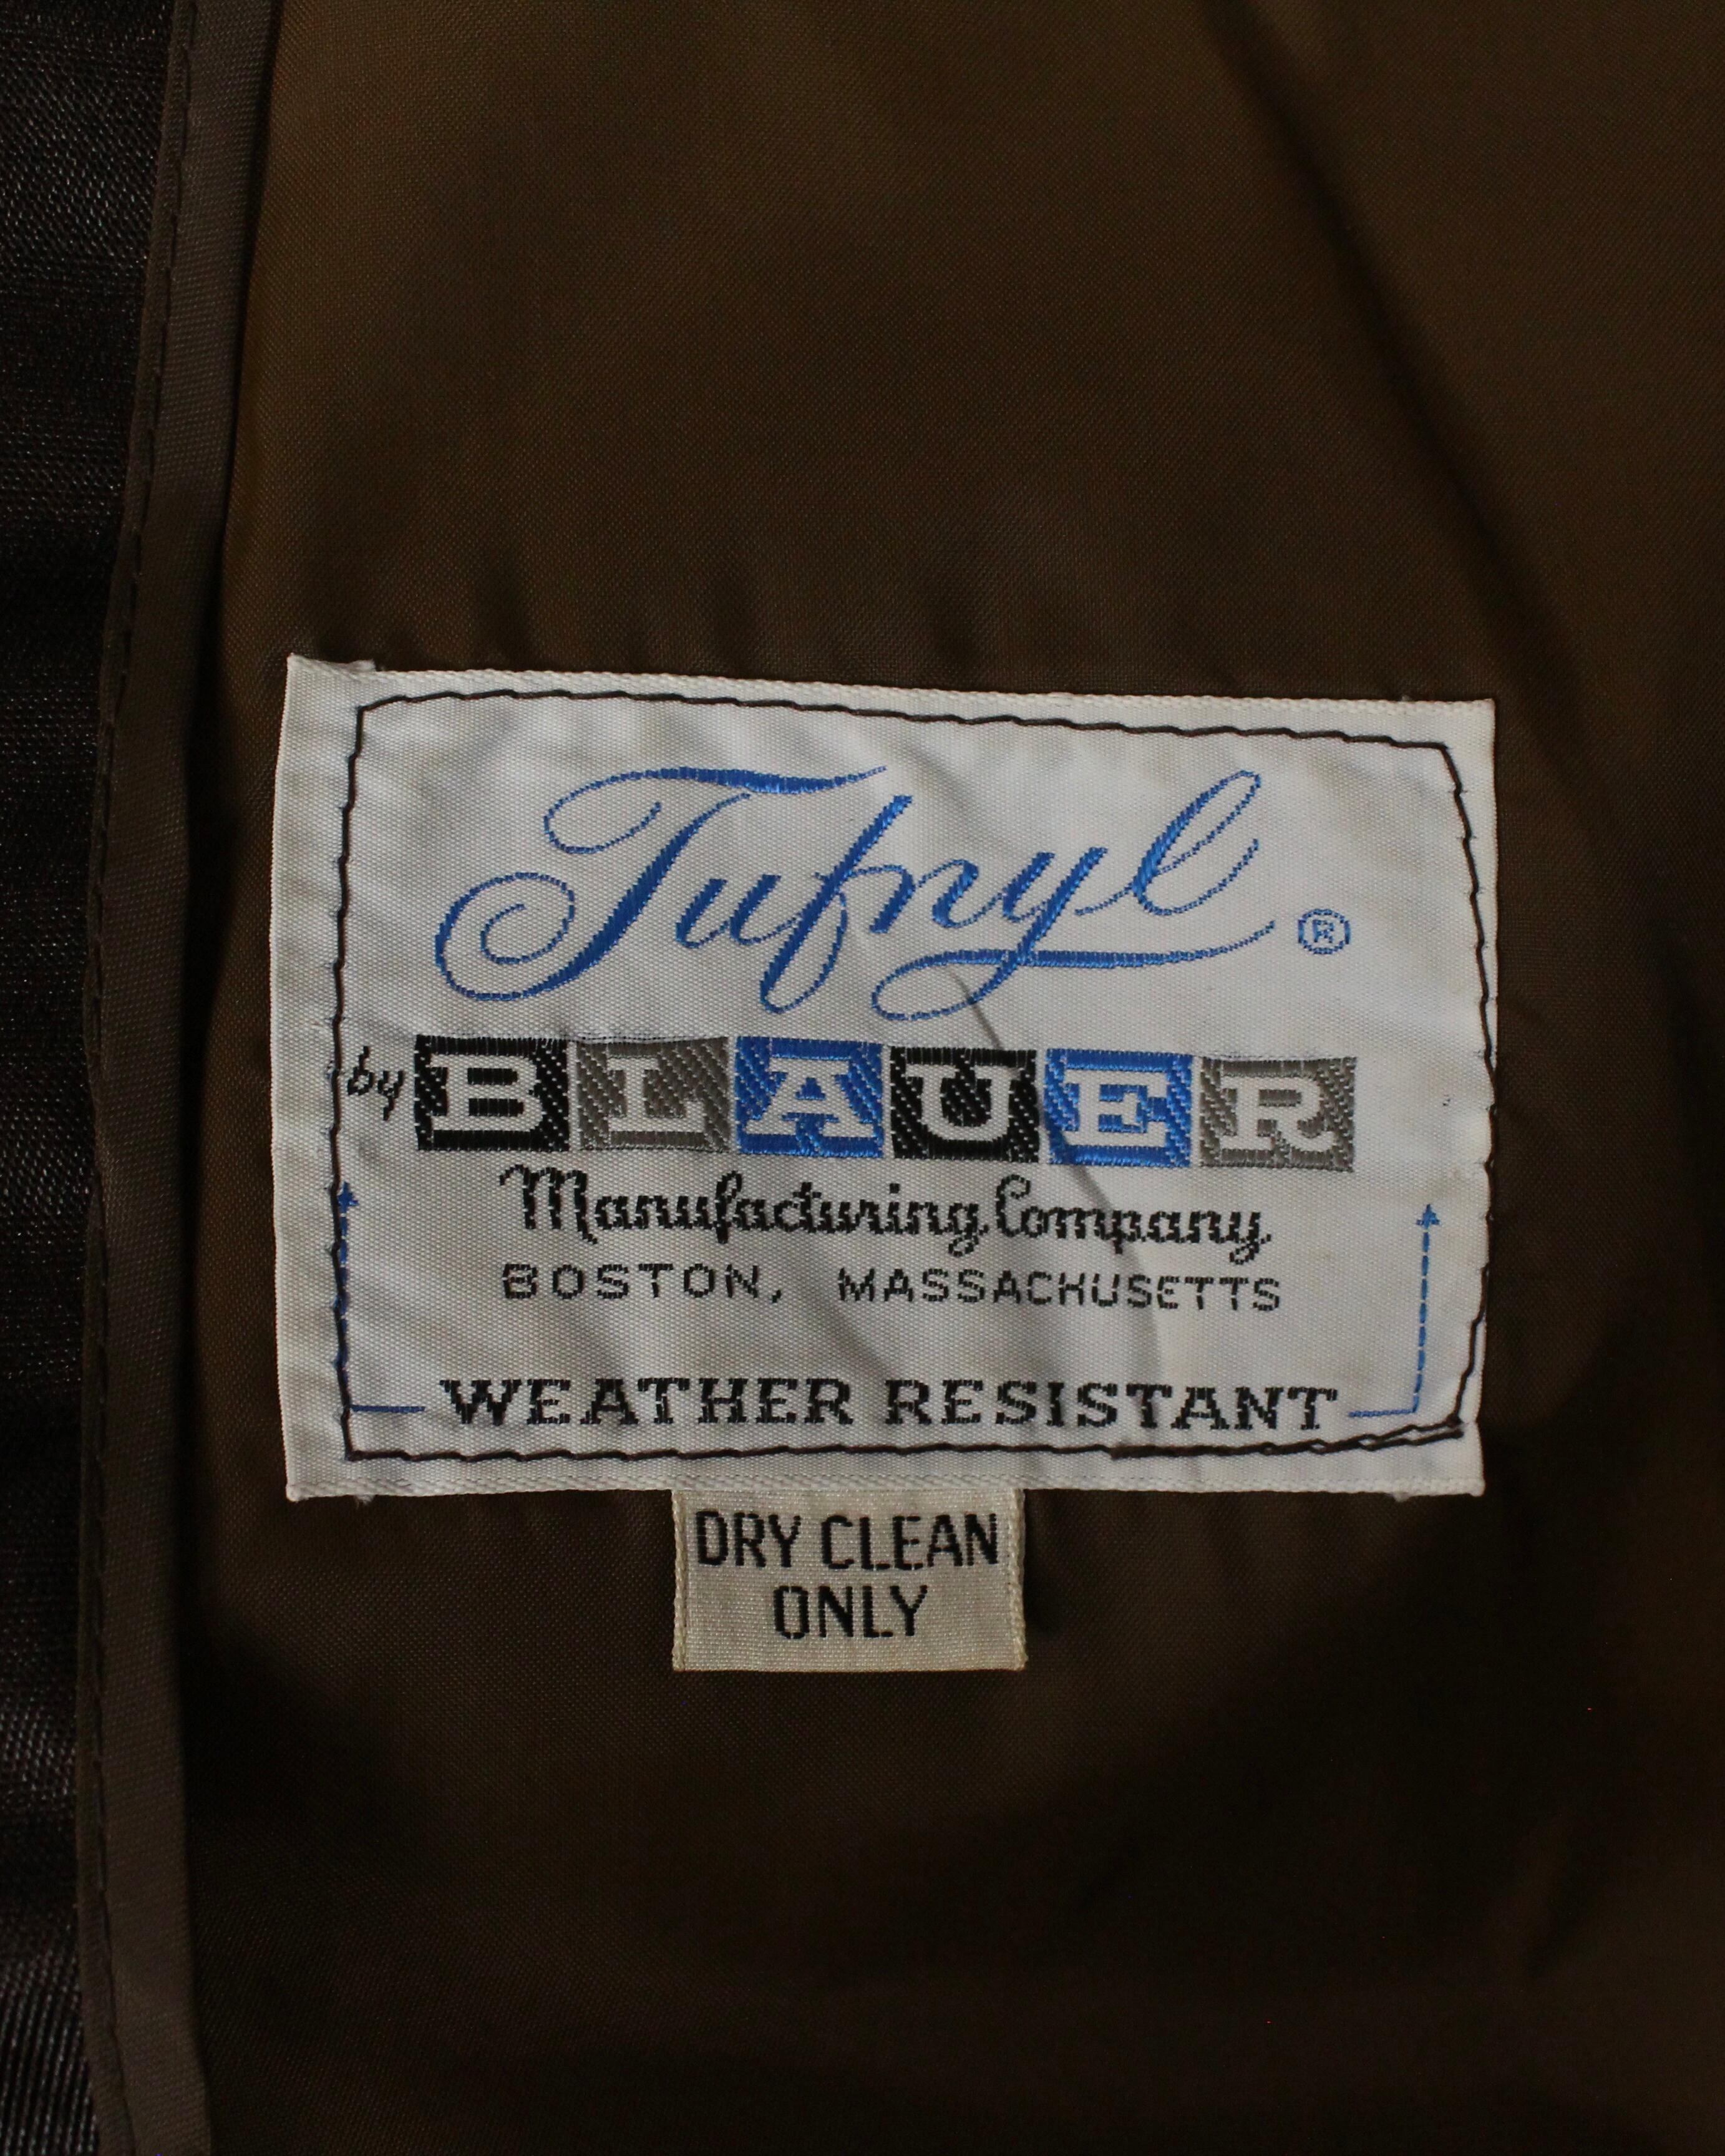 Tufnyl ®
by BLAUER
Manufacturing Company
BOSTON, MASSACHUSETTS
WEATHER RESISTANT
DRY CLEAN
ONLY